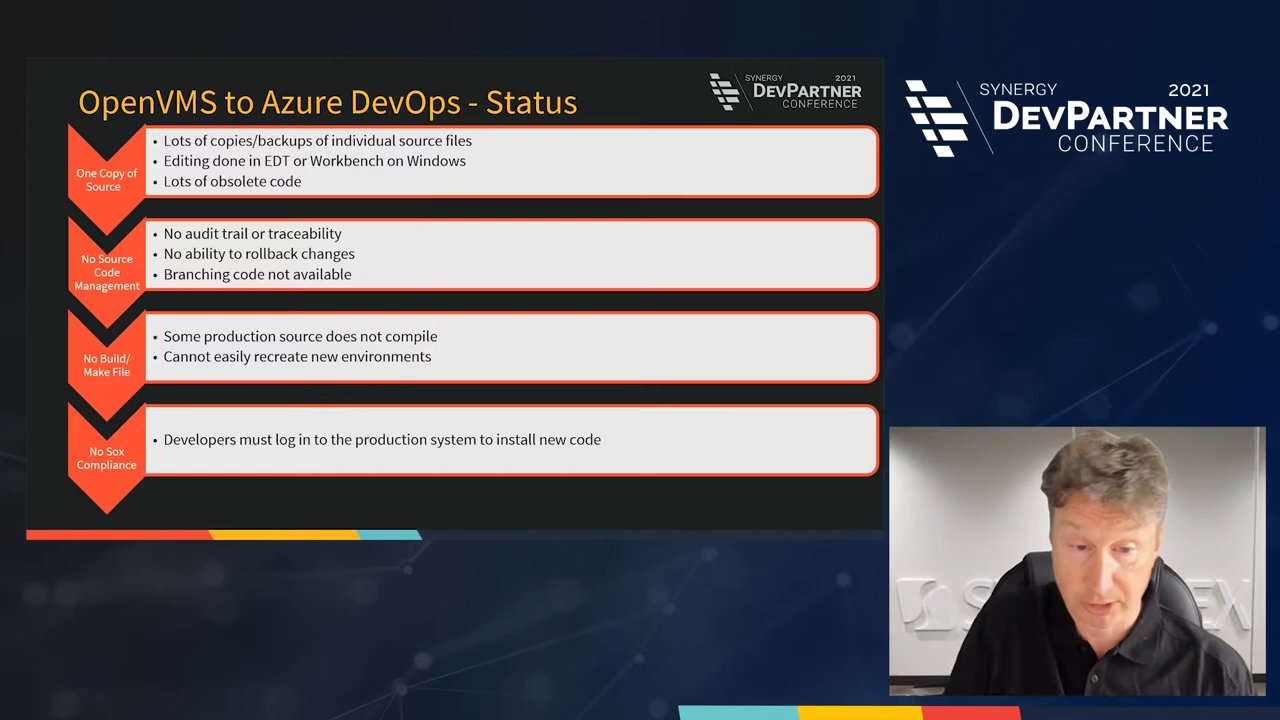 OpenVMS to Azure DevOps - Status
SYNERGY 2021
DEVPARTNER
CONFERENCE
One Copy of
Source
• Lots of copies/backups of individual source files
• Editing done in EDT or Workbench on Windows
• Lots of obsolete code
No Source
Code
Management
• No audit trail or traceability
• No ability to rollback changes
• Branching code not available
No Build/
Make File
• Some production source does not compile
• Cannot easily recreate new environments
No Sox
Compliance
• Developers must log in to the production system to install new code
SYNERGY 2021
DEVPARTNER
CONFERENCE